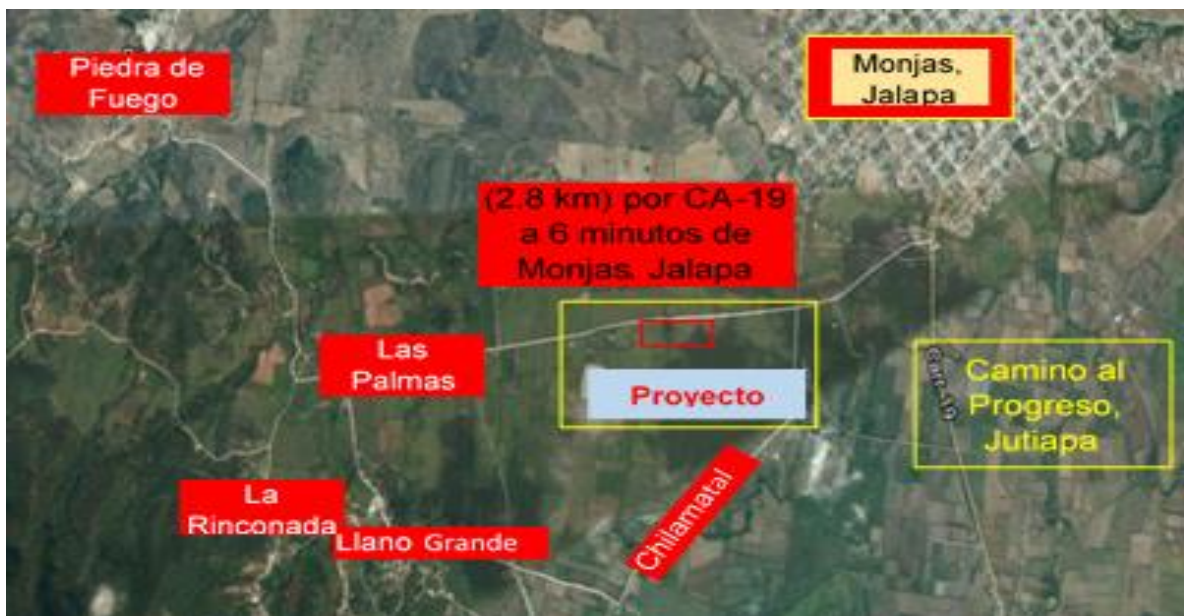 Piedra de
Fuego
Monjas,
Jalapa
(2.8 km) por CA-19
a 6 minutos de
Monjas. Jalapa
Las
Palmas
Proyecto
Camino al
Progreso,
Jutiapa
La
Rinconada
Llano Grande
Chilamatal